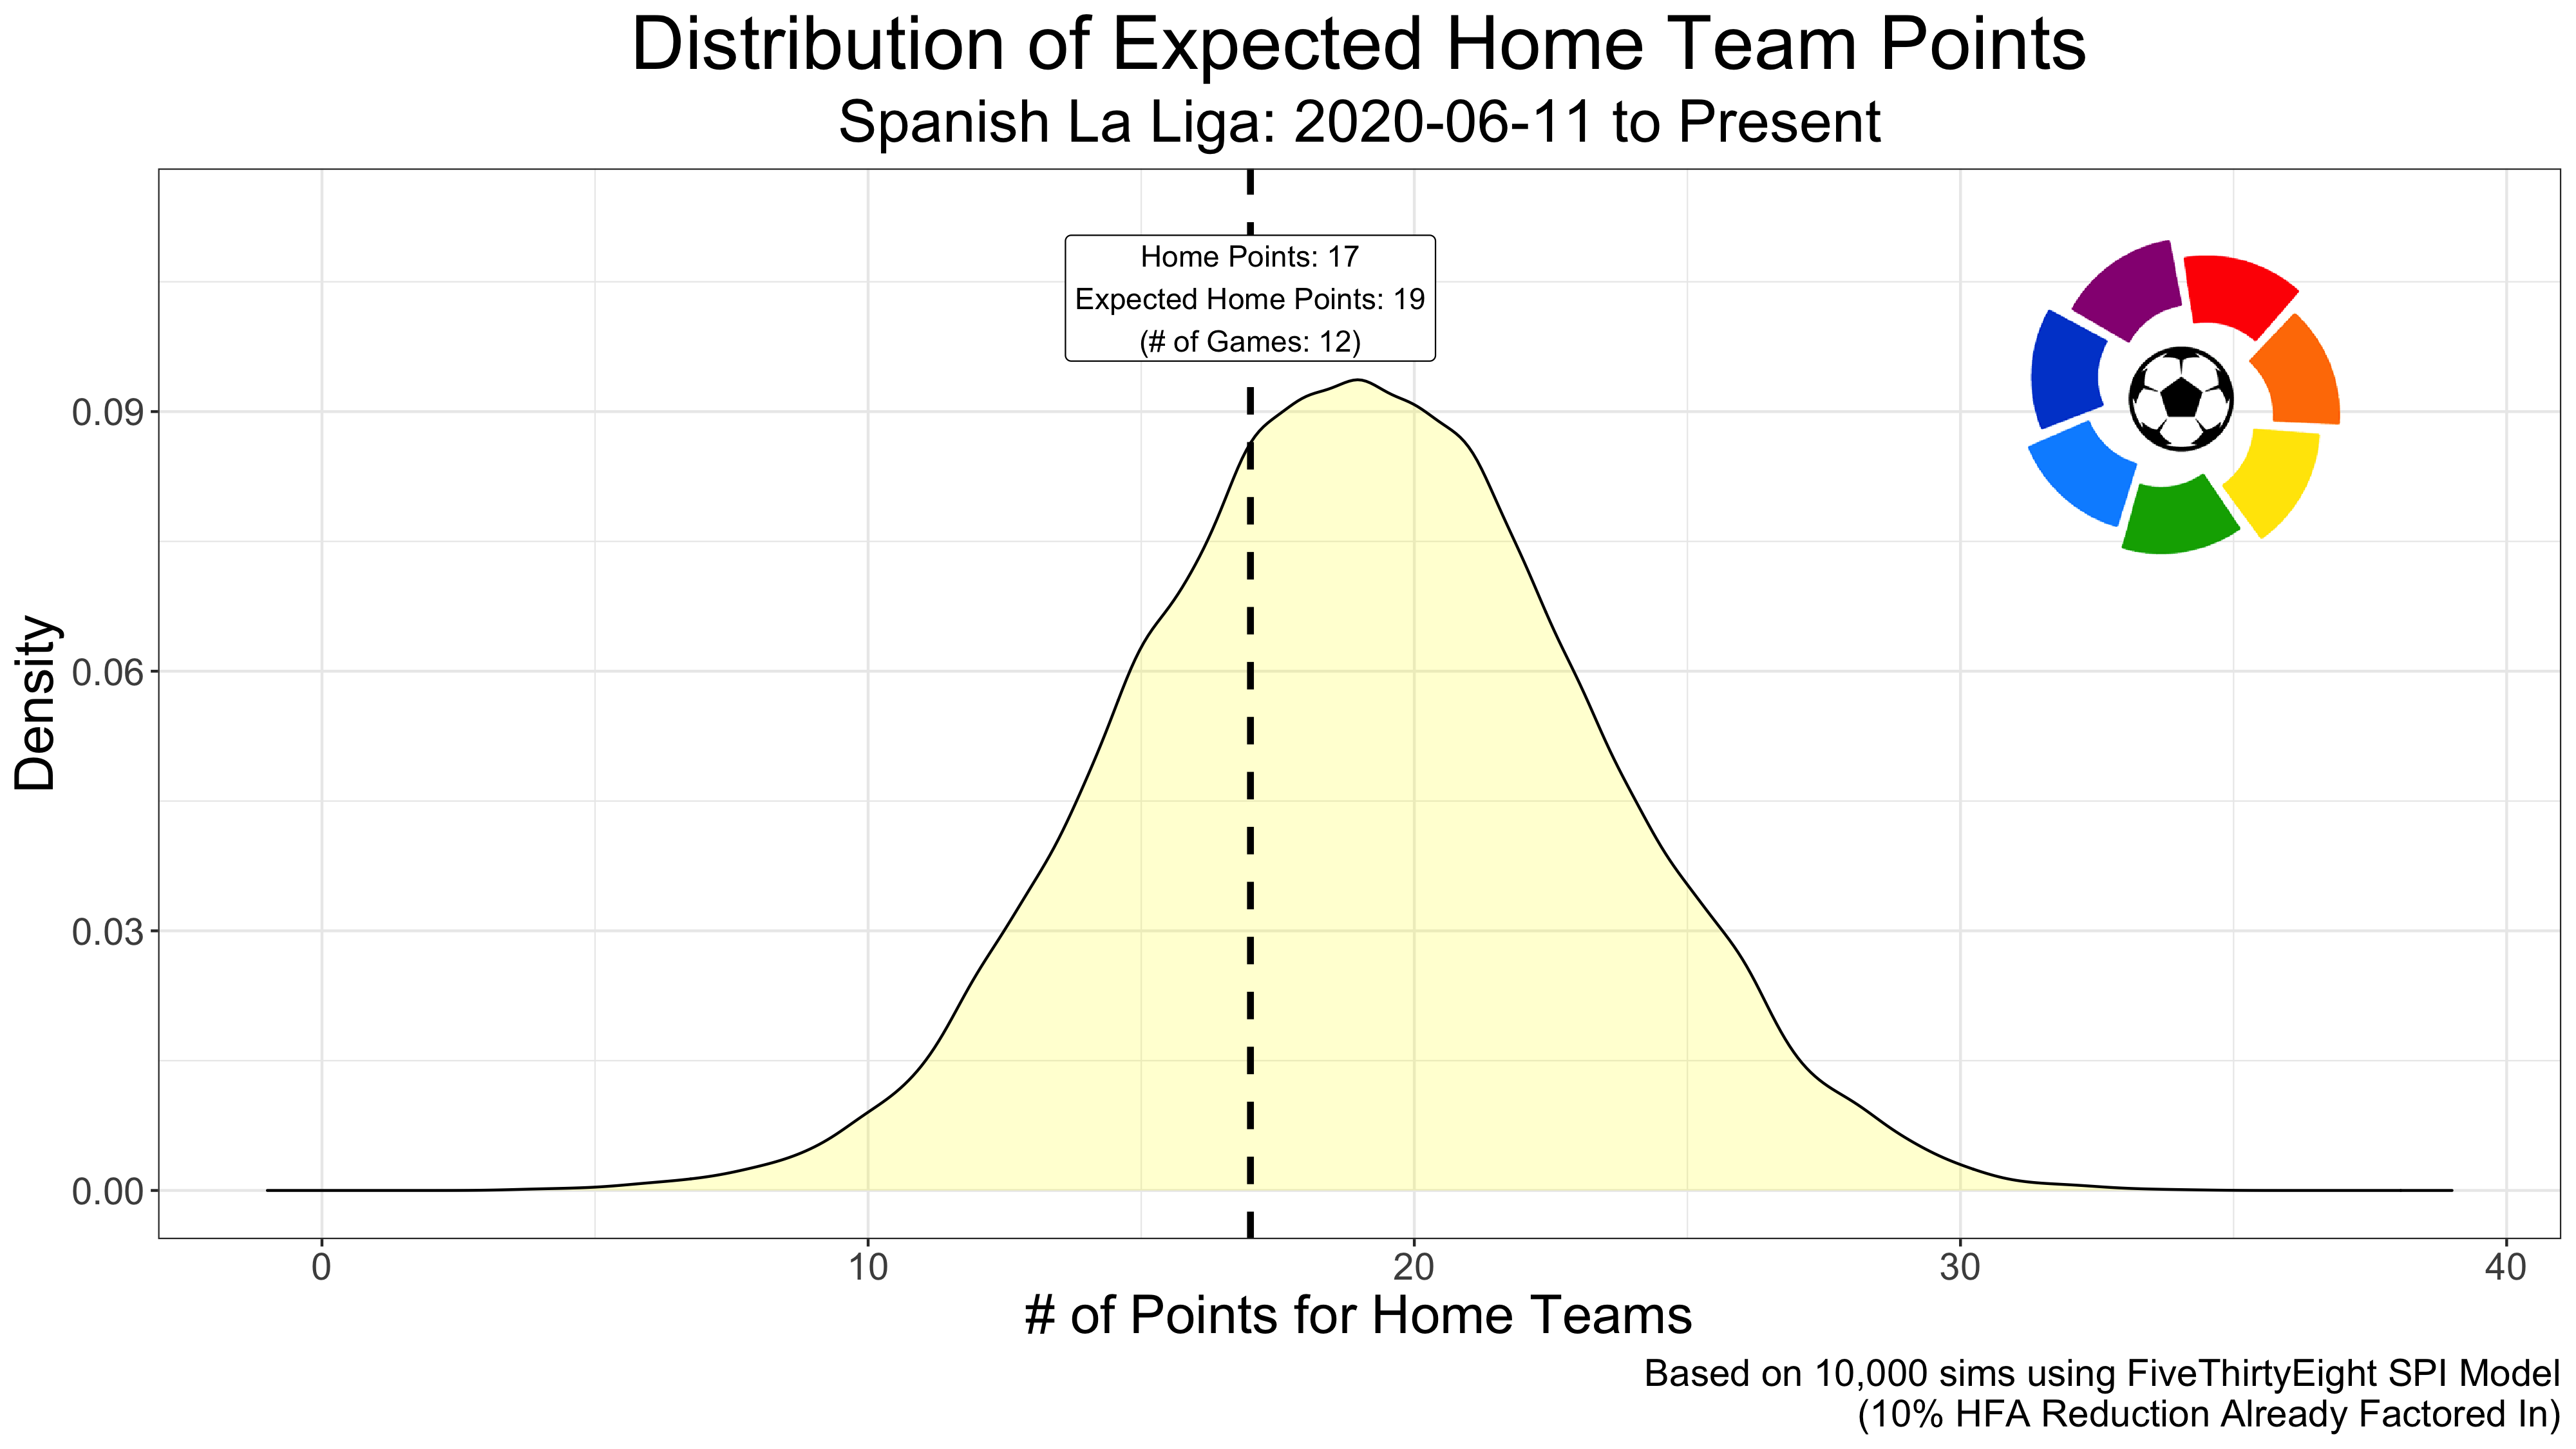 Distribution of Expected Home Team Points
Spanish La Liga: 2020-06-11 to Present
Home Points: 17
Expected Home Points: 19
(# of Games: 12)
Density
0.09
0.06
0.03
0.00
0 10 20 30 40
# of Points for Home Teams
Based on 10,000 sims using FiveThirtyEight SPI Model
(10% HFA Reduction Already Factored In)